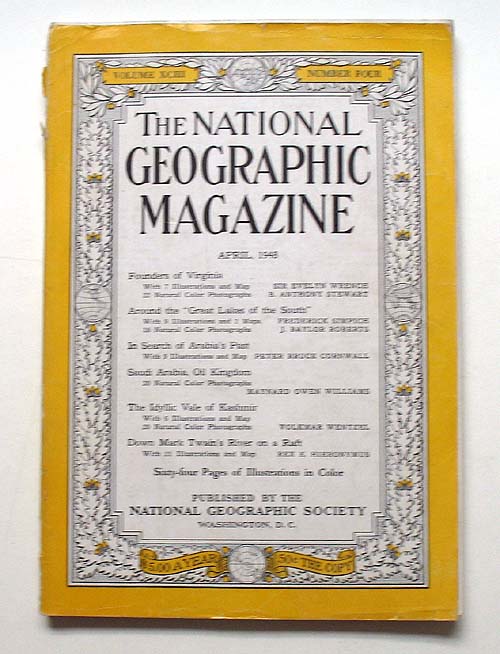 VOLUME XCIII
NUMBER FOUR
THE NATIONAL
GEOGRAPHIC
MAGAZINE
APRIL, 1948
Founders of Virginia
With 7 Illustrations and Map SIR EVELYN WRENCH
22 Natural Color Photographs B. ANTHONY STEWART
Around the "Great Lakes of the South"
With 9 Illustrations and 2 Maps FREDERICK SIMPICH
18 Natural Color Photographs J. BAYLOR ROBERTS
In Search of Arabia's Past
With 9 Illustrations and Map PETER BRUCE CORNWALL
Saudi Arabia, Oil Kingdom
20 Natural Color Photographs
MAYNARD OWEN WILLIAMS
The Idyllic Vale of Kashmir
With 6 Illustrations and Map
20 Natural Color Photographs VOLKMAR WENTZEL
Down Mark Twain's River on a Raft
With 11 Illustrations and Map REX E. HIERONYMUS
Sixty-four Pages of Illustrations in Color
PUBLISHED BY THE
NATIONAL GEOGRAPHIC SOCIETY
WASHINGTON, D. C.
$5.00 A YEAR
50¢ THE COPY